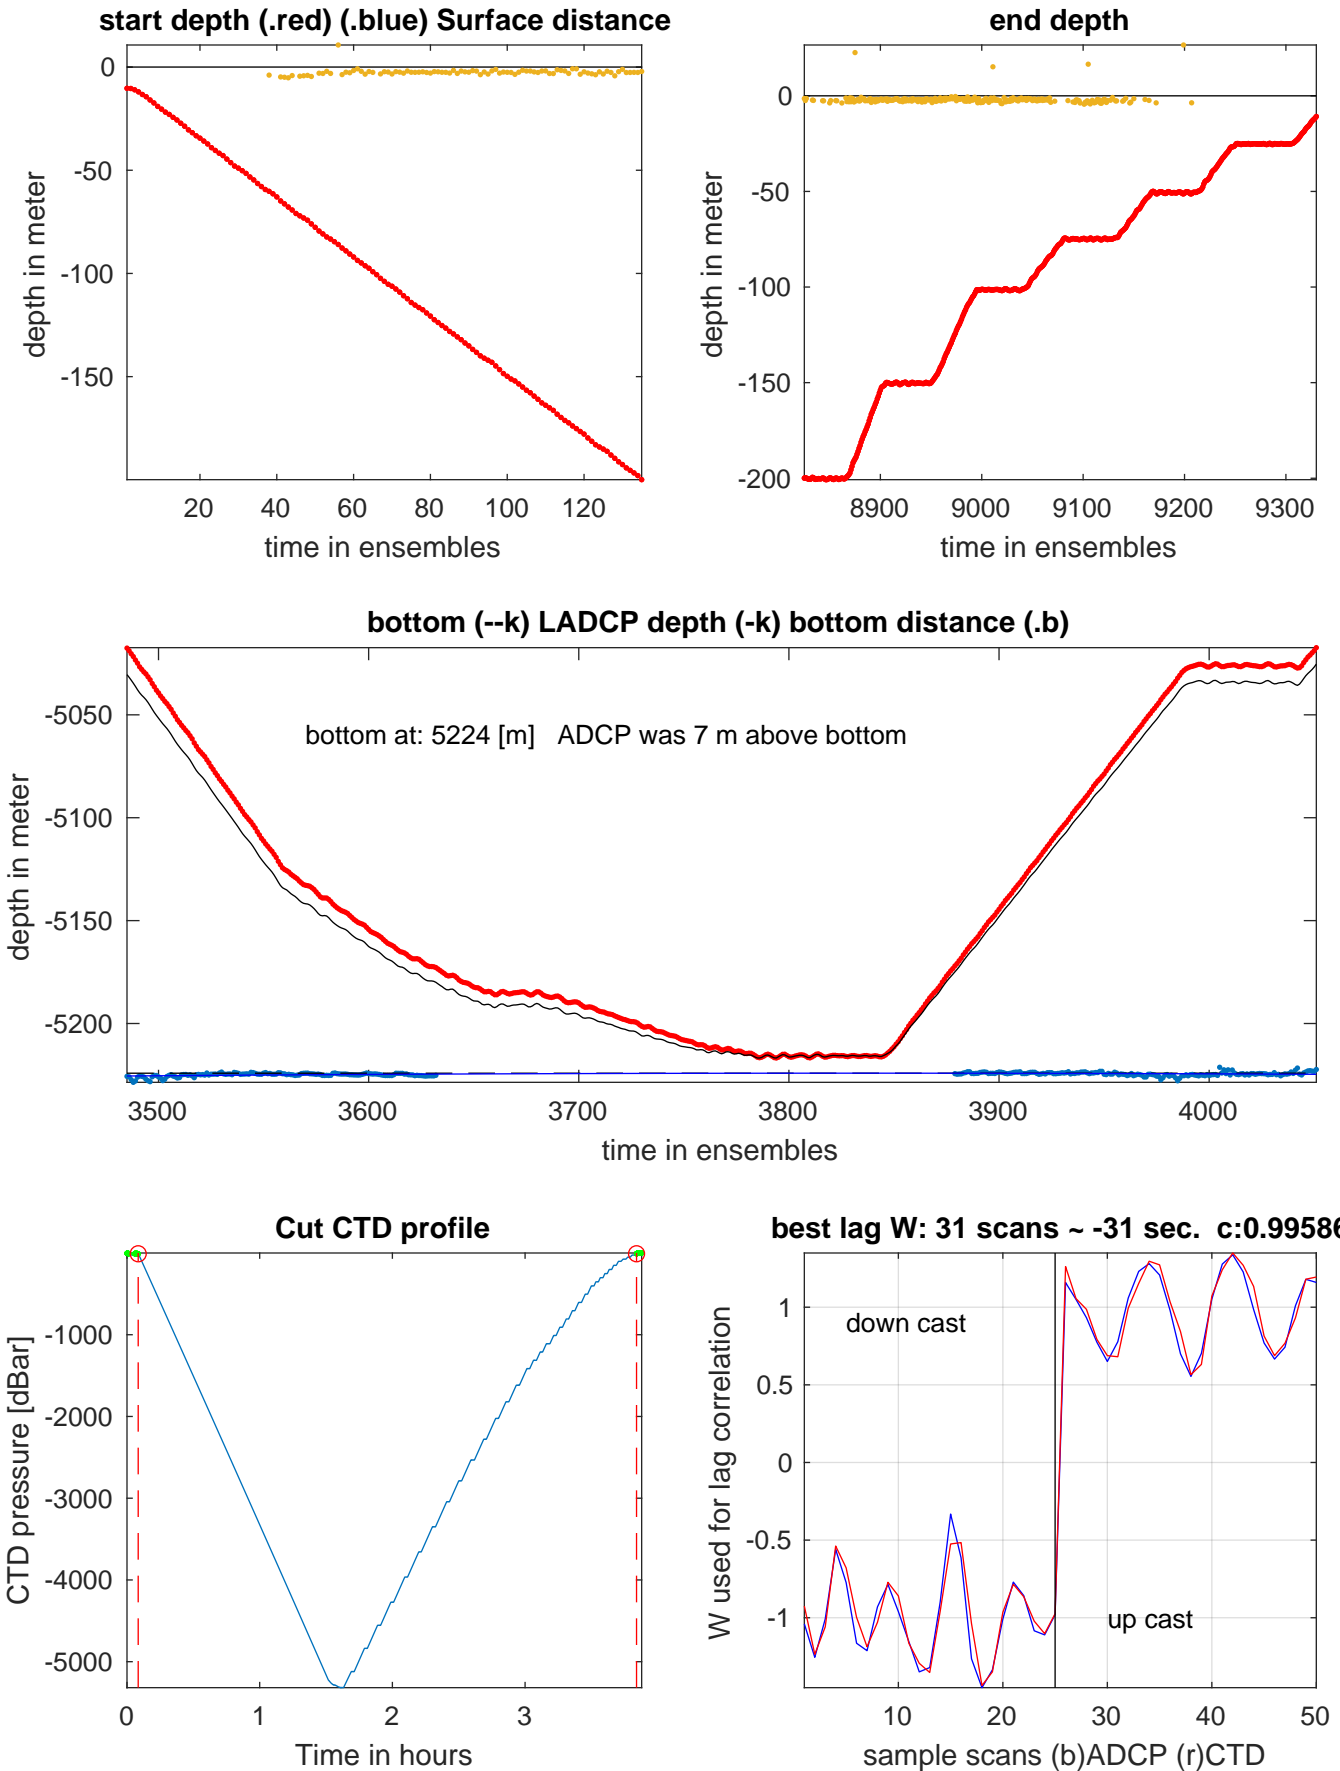 start depth (.red) (.blue) Surface distance
0
-50
-100
-150
depth in meter
20 40 60 80 100 120
time in ensembles
end depth
0
-50
-100
-150
-200
depth in meter
8900 9000 9100 9200 9300
time in ensembles
bottom (--k) LADCP depth (-k) bottom distance (.b)
bottom at: 5224 [m] ADCP was 7 m above bottom
-5050
-5100
-5150
-5200
depth in meter
3500 3600 3700 3800 3900 4000
time in ensembles
Cut CTD profile
-1000
-2000
-3000
-4000
-5000
CTD pressure [dBar]
0 1 2 3
Time in hours
best lag W: 31 scans ~ -31 sec. c:0.99586
down cast
up cast
1
0.5
0
-0.5
-1
W used for lag correlation
10 20 30 40 50
sample scans (b)ADCP (r)CTD